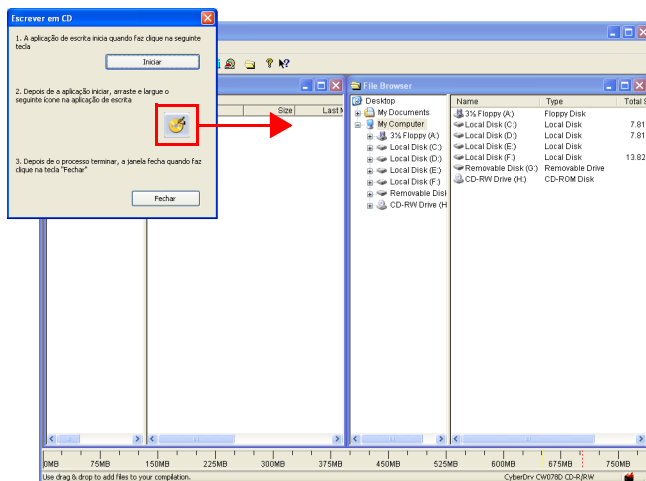 Escrever em CD
1. A aplicação de escrita inicia quando faz clique na seguinte
tecla
Iniciar
2. Depois de a aplicação iniciar, arraste e largue o
seguinte ícone na aplicação de escrita
3. Depois de o processo terminar, a janela fecha quando faz
clique na tecla "Fechar"
Fechar
Size
Last M
File Browser
Desktop
My Documents
My Computer
3½ Floppy (A:)
Local Disk (C:)
Local Disk (D:)
Local Disk (E:)
Local Disk (F:)
Removable Disk
CD-RW Drive (H
Name Type Total S
3½ Floppy (A:) Floppy Disk
Local Disk (C:) Local Disk 7.81
Local Disk (D:) Local Disk 7.81
Local Disk (E:) Local Disk
Local Disk (F:) Local Disk 13.82
Removable Disk (G:) Removable Drive
CD-RW Drive (H:) CD-ROM Disk
0MB 75MB 150MB 225MB 300MB 375MB 450MB 525MB 600MB 675MB 750MB
Use drag & drop to add files to your compilation.
CyberDrv CW078D CD-R/RW